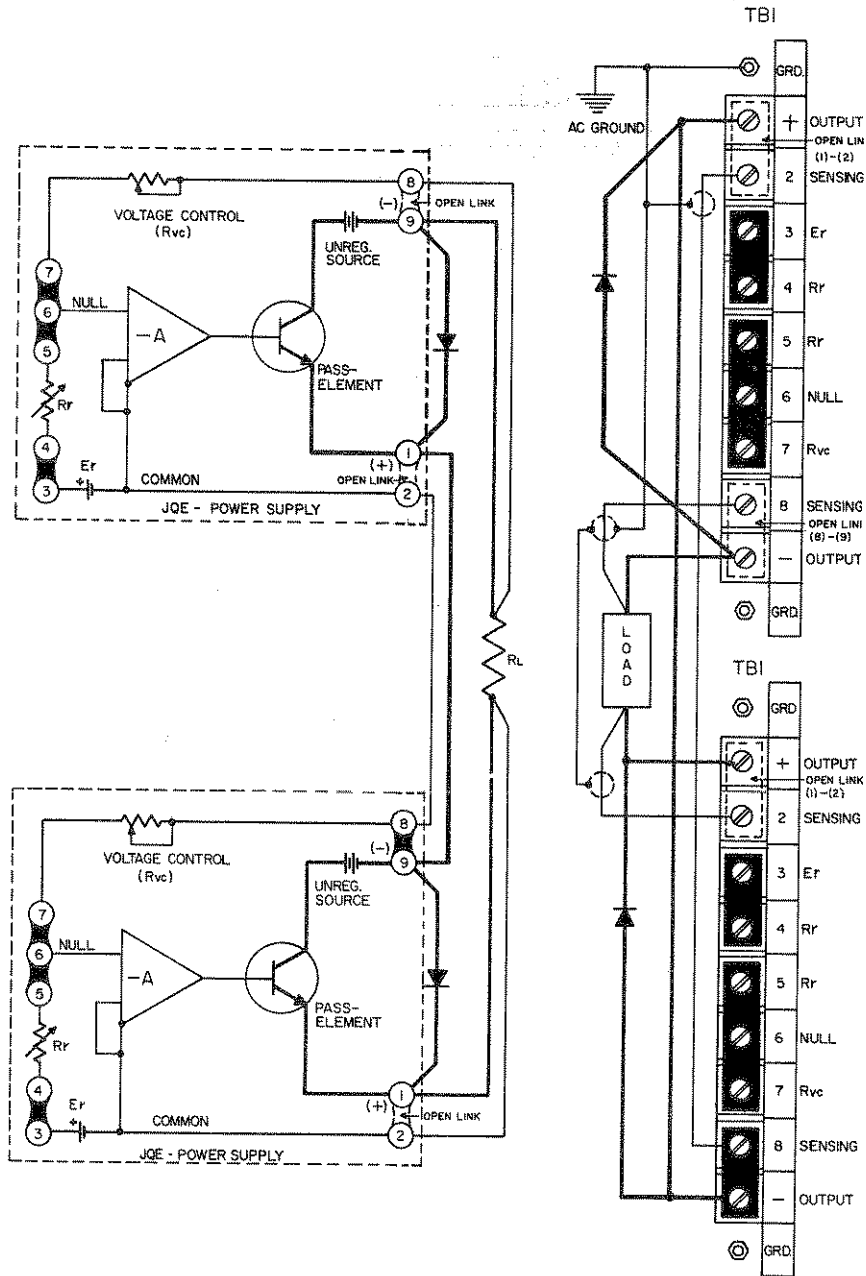 TB1
GRD.
AC GROUND
+ OUTPUT
OPEN LIN
(1)-(2)
2 SENSING
3 Er
4 Rr
5 Rr
6 NULL
7 Rvc
8 SENSING
OPEN LINI
(8)-(9)
- OUTPUT
GRD.
8
(-)
OPEN LINK
9
VOLTAGE CONTROL
(Rvc)
UNREG.
SOURCE
7
6
NULL
5
-A
PASS-
ELEMENT
Rr
4
Er
+
3
COMMON
1
(+)
OPEN LINK
2
JQE - POWER SUPPLY
RL
LOAD
TB1
GRD
+ OUTPUT
OPEN LINK
(1)-(2)
2 SENSING
3 Er
4 Rr
5 Rr
6 NULL
7 Rvc
8 SENSING
- OUTPUT
GRD.
8
(-)
9
VOLTAGE CONTROL
(Rvc)
UNREG.
SOURCE
7
6
NULL
5
-A
PASS-
ELEMENT
Rr
4
Er
+
3
COMMON
1
(+)
OPEN LINK
2
JQE - POWER SUPPLY